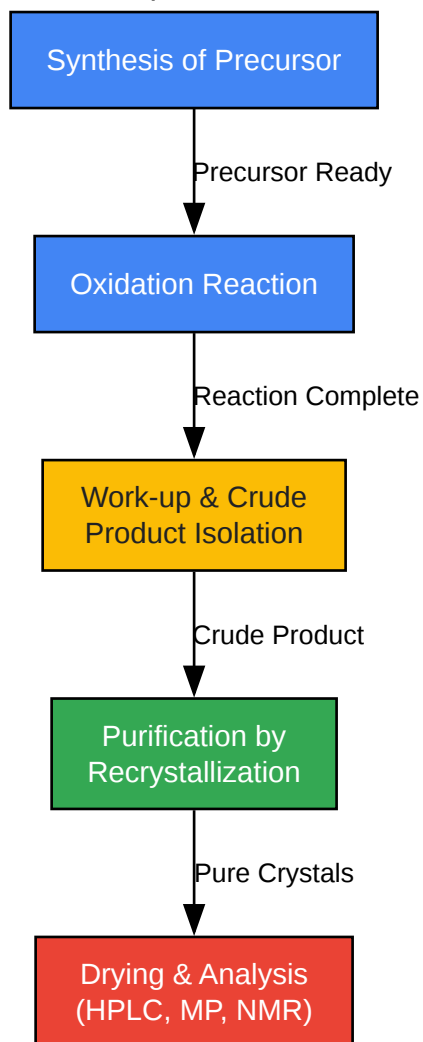 Synthesis of Precursor
Precursor Ready
Oxidation Reaction
Reaction Complete
Work-up & Crude
Product Isolation
Crude Product
Purification by
Recrystallization
Pure Crystals
Drying & Analysis
(HPLC, MP, NMR)